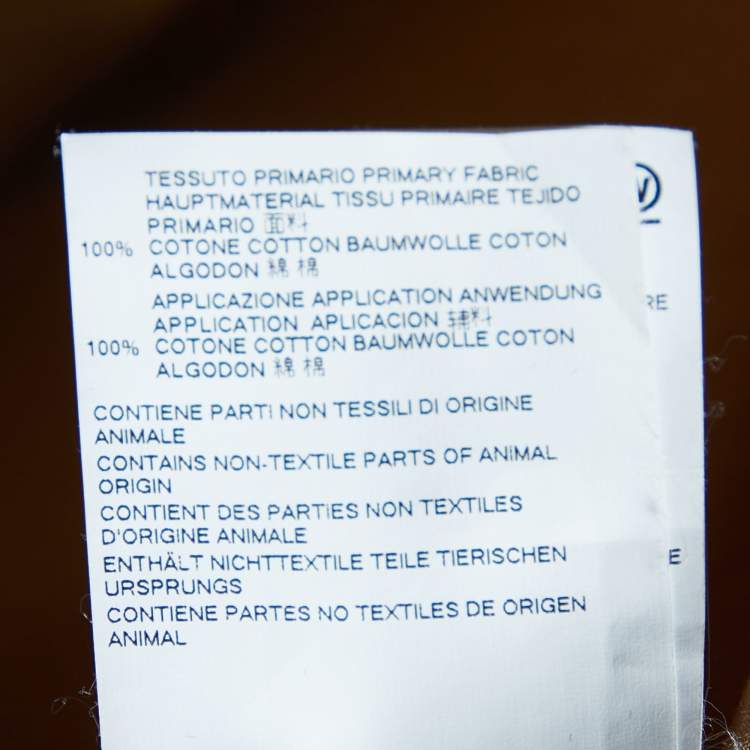 TESSUTO PRIMARIO PRIMARY FABRIC
HAUPTMATERIAL TISSU PRIMAIRE TEJIDO
PRIMARIO 面料
100% COTONE COTTON BAUMWOLLE COTON
ALGODON 綿 棉
APPLICAZIONE APPLICATION ANWENDUNG
APPLICATION APLICACION 辅料
100% COTONE COTTON BAUMWOLLE COTON
ALGODON 綿 棉
CONTIENE PARTI NON TESSILI DI ORIGINE
ANIMALE
CONTAINS NON-TEXTILE PARTS OF ANIMAL
ORIGIN
CONTIENT DES PARTIES NON TEXTILES
D'ORIGINE ANIMALE
ENTHÄLT NICHTTEXTILE TEILE TIERISCHEN
URSPRUNGS
CONTIENE PARTES NO TEXTILES DE ORIGEN
ANIMAL
W
RE
E